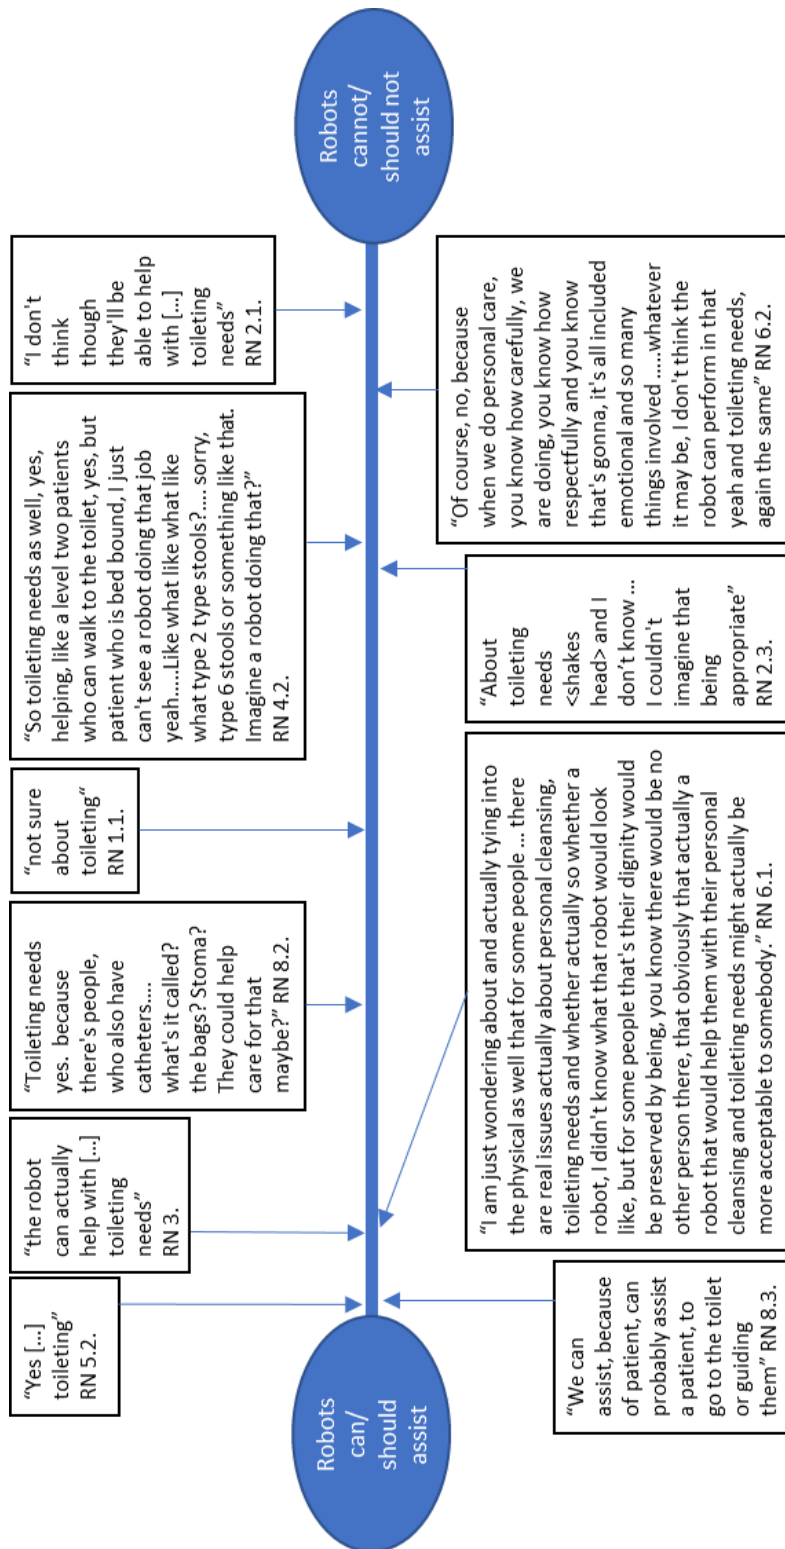 Robots
can/
should
assist
"Yes […]
toileting"
RN 5.2.
"the robot
can actually
help with […]
toileting
needs"
RN 3.
"Toileting needs
yes. because
there's people,
who also have
catheters....
what's it called?
the bags? Stoma?
They could help
care for that
maybe?" RN 8.2.
"not sure
about
toileting"
RN 1.1.
"So toileting needs as well, yes,
helping, like a level two patients
who can walk to the toilet, yes, but
patient who is bed bound, I just
can't see a robot doing that job
yeah.....Like what like what like
what type 2 type stools?.... sorry,
type 6 stools or something like that.
Imagine a robot doing that?"
RN 4.2.
"I don't
think
though
they'll be
able to help
with […]
toileting
needs"
RN 2.1.
Robots
cannot/
should not
assist
"We can
assist, because
of patient, can
probably assist
a patient, to
go to the toilet
or guiding
them" RN 8.3.
"I am just wondering about and actually tying into
the physical as well that for some people ... there
are real issues actually about personal cleansing,
toileting needs and whether actually so whether a
robot, I didn't know what that robot would look
like, but for some people that's their dignity would
be preserved by being, you know there would be no
other person there, that obviously that actually a
robot that would help them with their personal
cleansing and toileting needs might actually be
more acceptable to somebody." RN 6.1.
"About
toileting
needs
<shakes
head> and I
don't know ...
I couldn't
imagine that
being
appropriate"
RN 2.3.
"Of course, no, because
when we do personal care,
you know how carefully, we
are doing, you know how
respectfully and you know
that's gonna, it's all included
emotional and so many
things involved .....whatever
it may be, I don't think the
robot can perform in that
yeah and toileting needs,
again the same" RN 6.2.